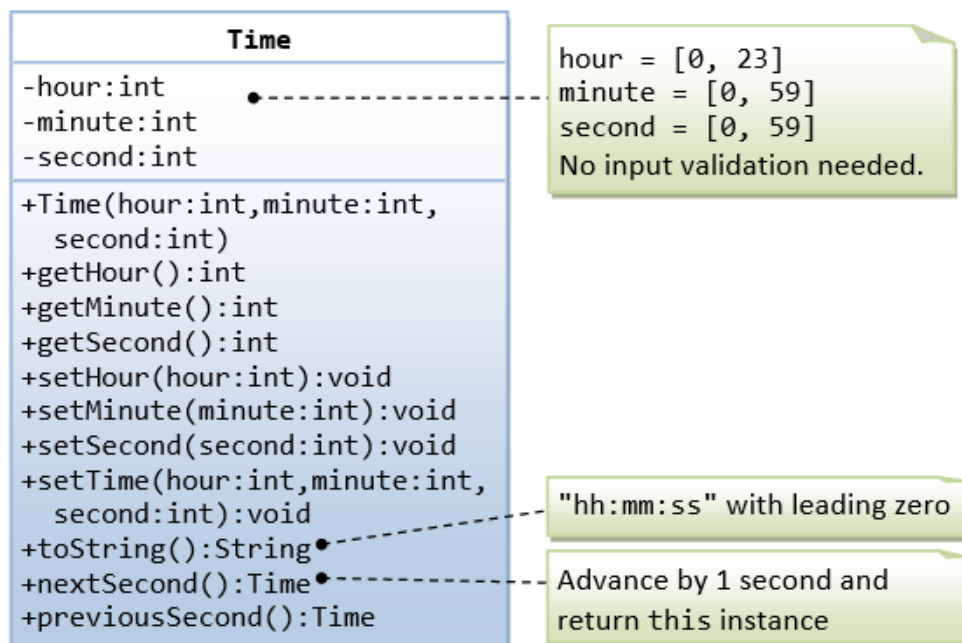 Time
-hour:int
-minute:int
-second:int
+Time(hour:int,minute:int,
second:int)
+getHour():int
+getMinute():int
+getSecond():int
+setHour(hour:int):void
+setMinute(minute:int):void
+setSecond(second:int):void
+setTime(hour:int,minute:int,
second:int):void
+toString():String
+nextSecond():Time
+previousSecond():Time
hour = [0, 23]
minute = [0, 59]
second = [0, 59]
No input validation needed.
"hh:mm:ss" with leading zero
Advance by 1 second and
return this instance